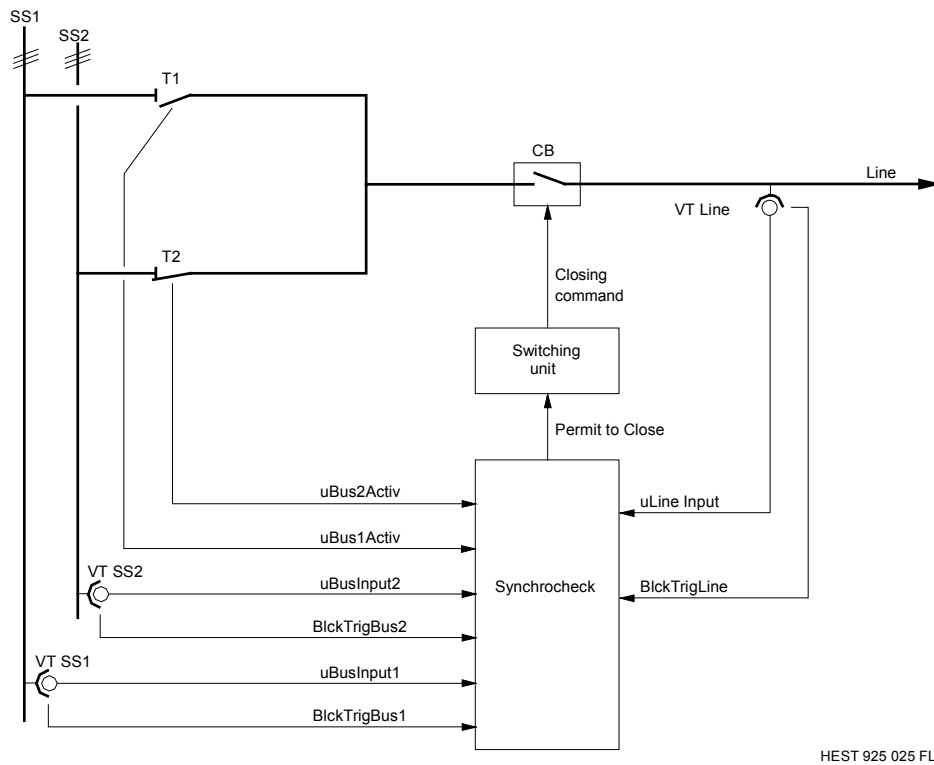 SS1
SS2
T1
CB
Line
VT Line
T2
Closing
command
Switching
unit
Permit to Close
uBus2Activ
uLine Input
uBus1Activ
VT SS2
uBusInput2
Synchrocheck
BlckTrigLine
BlckTrigBus2
VT SS1
uBusInput1
BlckTrigBus1
HEST 925 025 FL